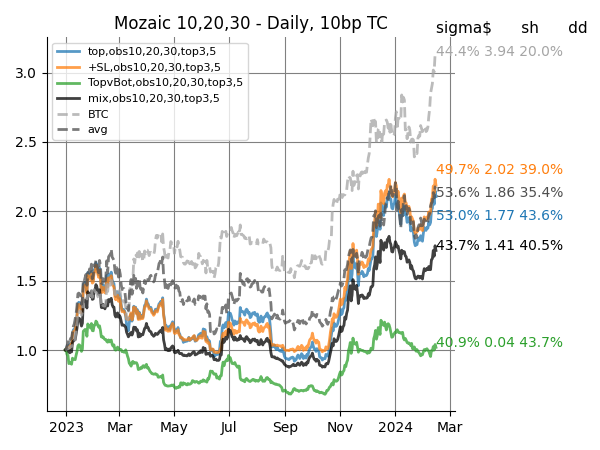 Mozaic 10,20,30 - Daily, 10bp TC
sigma$ sh dd
top,obs10,20,30,top3,5
+SL,obs10,20,30,top3,5
TopvBot,obs10,20,30,top3,5
mix,obs10,20,30,top3,5
BTC
avg
44.4% 3.94 20.0%
49.7% 2.02 39.0%
53.6% 1.86 35.4%
53.0% 1.77 43.6%
43.7% 1.41 40.5%
40.9% 0.04 43.7%
3.0
2.5
2.0
1.5
1.0
2023 Mar May Jul Sep Nov 2024 Mar